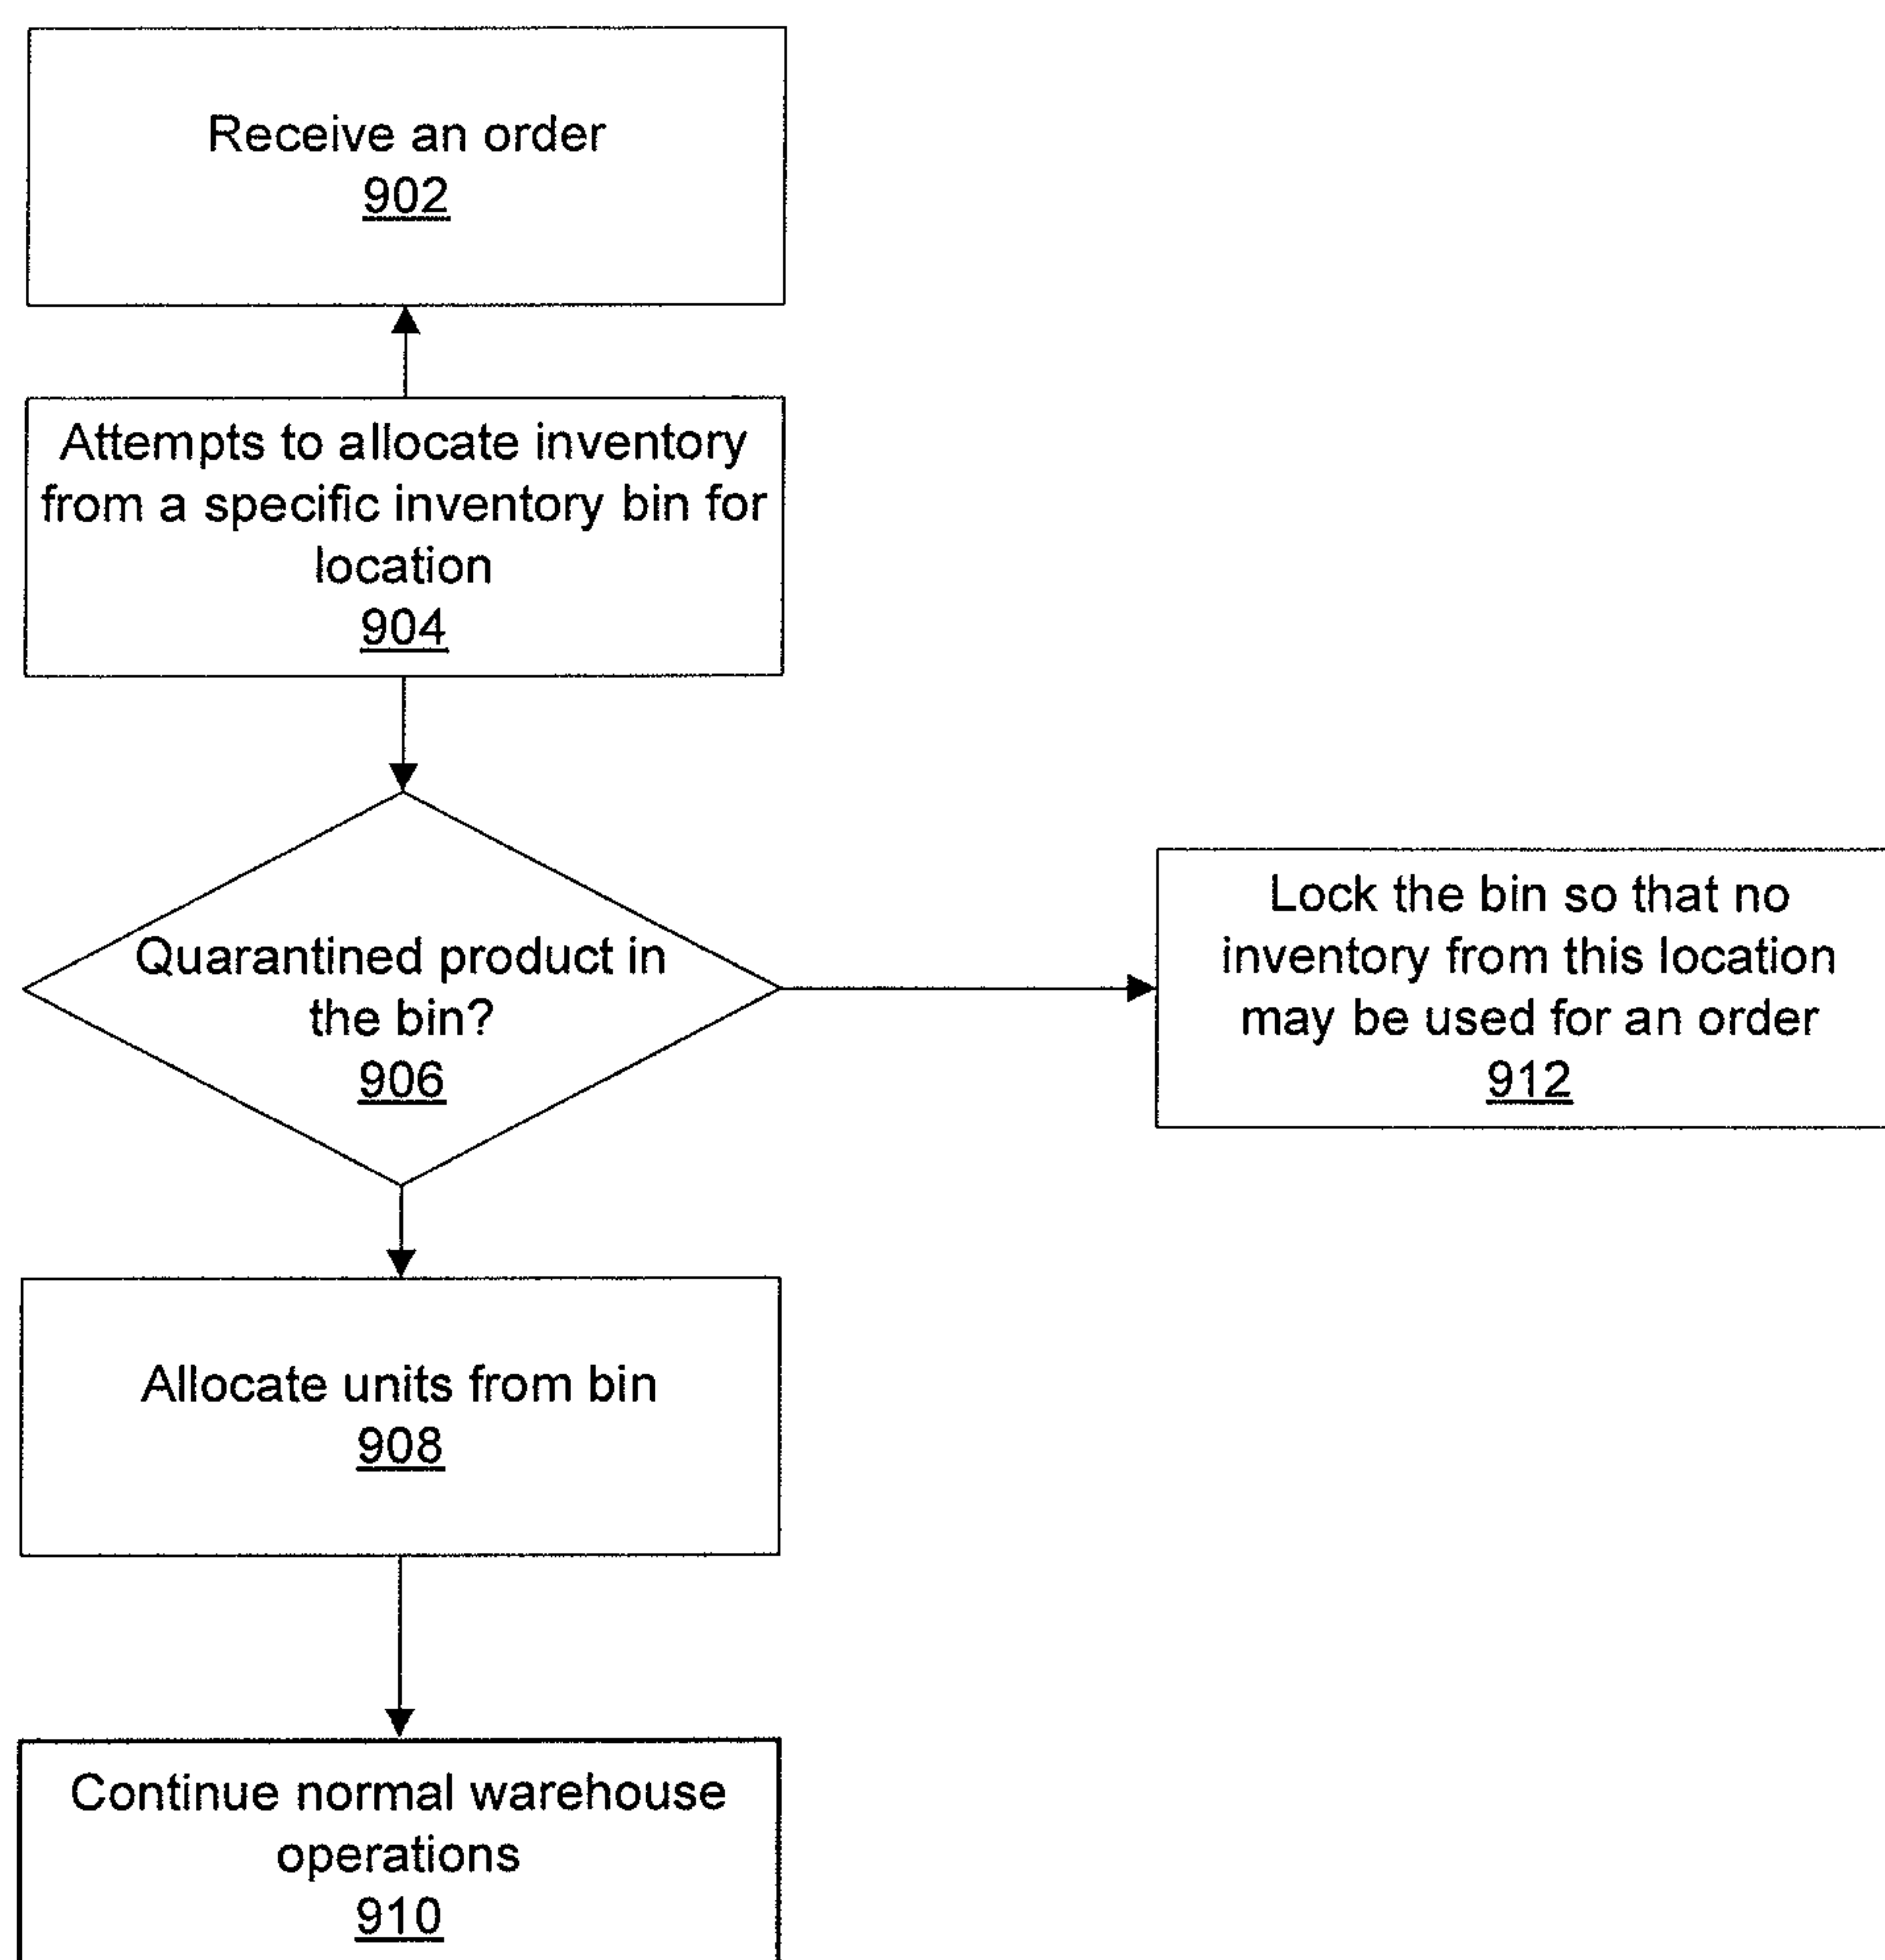 Receive an order
902
Attempts to allocate inventory
from a specific inventory bin for
location
904
Quarantined product in
the bin?
906
Lock the bin so that no
inventory from this location
may be used for an order
912
Allocate units from bin
908
Continue normal warehouse
operations
910